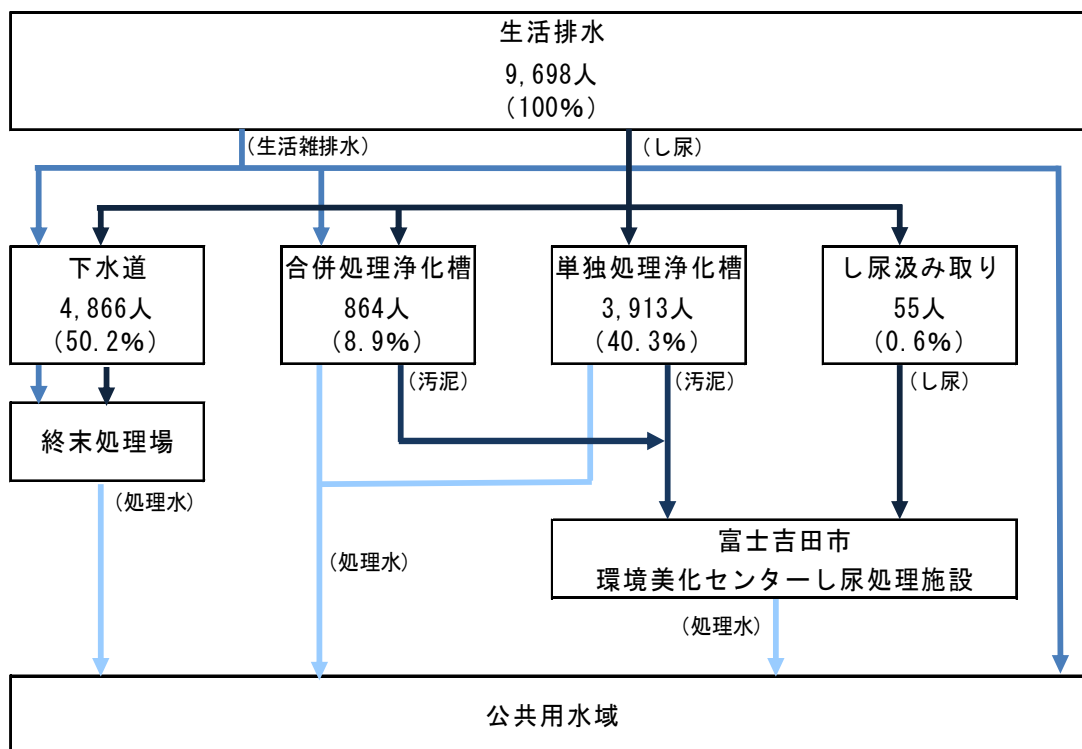 生活排水
9,698人
(100%)
(生活雑排水)
(し尿)
下水道
4,866人
(50.2%)
合併処理浄化槽
864人
(8.9%)
単独処理浄化槽
3,913人
(40.3%)
し尿汲み取り
55人
(0.6%)
(汚泥)
(汚泥)
(し尿)
終末処理場
(処理水)
(処理水)
富士吉田市
環境美化センターし尿処理施設
(処理水)
公共用水域